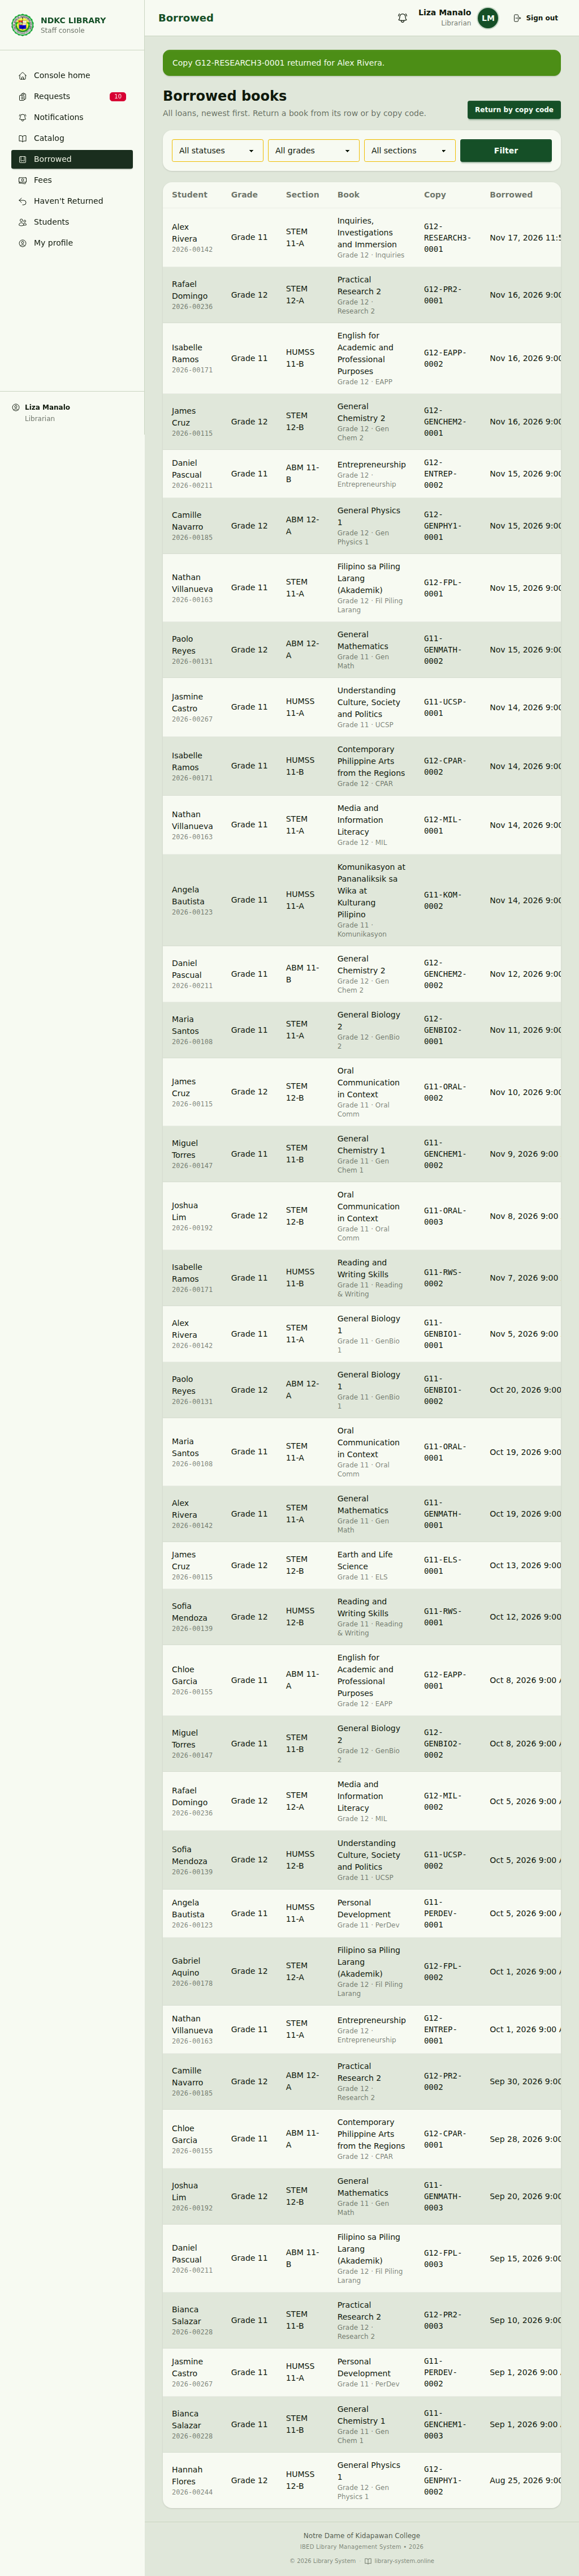 NDKC LIBRARY
Staff console
Console home
Requests 10
Notifications
Catalog
Borrowed
Fees
Haven't Returned
Students
My profile
Liza Manalo
Librarian
Borrowed
Liza Manalo
Librarian
LM
Sign out
Copy G12-RESEARCH3-0001 returned for Alex Rivera.
Borrowed books
All loans, newest first. Return a book from its row or by copy code.
Return by copy code
All statuses All grades All sections Filter
Student Grade Section Book Copy Borrowed
Alex Rivera 2026-00142 Grade 11 STEM 11-A Inquiries, Investigations and Immersion Grade 12 · Inquiries G12-RESEARCH3-0001 Nov 17, 2026 11:5
Rafael Domingo 2026-00236 Grade 12 STEM 12-A Practical Research 2 Grade 12 · Research 2 G12-PR2-0001 Nov 16, 2026 9:00
Isabelle Ramos 2026-00171 Grade 11 HUMSS 11-B English for Academic and Professional Purposes Grade 12 · EAPP G12-EAPP-0002 Nov 16, 2026 9:00
James Cruz 2026-00115 Grade 12 STEM 12-B General Chemistry 2 Grade 12 · Gen Chem 2 G12-GENCHEM2-0001 Nov 16, 2026 9:00
Daniel Pascual 2026-00211 Grade 11 ABM 11-B Entrepreneurship Grade 12 · Entrepreneurship G12-ENTREP-0002 Nov 15, 2026 9:00
Camille Navarro 2026-00185 Grade 12 ABM 12-A General Physics 1 Grade 12 · Gen Physics 1 G12-GENPHY1-0001 Nov 15, 2026 9:00
Nathan Villanueva 2026-00163 Grade 11 STEM 11-A Filipino sa Piling Larang (Akademik) Grade 12 · Fil Piling Larang G12-FPL-0001 Nov 15, 2026 9:00
Paolo Reyes 2026-00131 Grade 12 ABM 12-A General Mathematics Grade 11 · Gen Math G11-GENMATH-0002 Nov 15, 2026 9:00
Jasmine Castro 2026-00267 Grade 11 HUMSS 11-A Understanding Culture, Society and Politics Grade 11 · UCSP G11-UCSP-0001 Nov 14, 2026 9:00
Isabelle Ramos 2026-00171 Grade 11 HUMSS 11-B Contemporary Philippine Arts from the Regions Grade 12 · CPAR G12-CPAR-0002 Nov 14, 2026 9:00
Nathan Villanueva 2026-00163 Grade 11 STEM 11-A Media and Information Literacy Grade 12 · MIL G12-MIL-0001 Nov 14, 2026 9:00
Angela Bautista 2026-00123 Grade 11 HUMSS 11-A Komunikasyon at Pananaliksik sa Wika at Kulturang Pilipino Grade 11 · Komunikasyon G11-KOM-0002 Nov 14, 2026 9:00
Daniel Pascual 2026-00211 Grade 11 ABM 11-B General Chemistry 2 Grade 12 · Gen Chem 2 G12-GENCHEM2-0002 Nov 12, 2026 9:00
Maria Santos 2026-00108 Grade 11 STEM 11-A General Biology 2 Grade 12 · GenBio 2 G12-GENBIO2-0001 Nov 11, 2026 9:00
James Cruz 2026-00115 Grade 12 STEM 12-B Oral Communication in Context Grade 11 · Oral Comm G11-ORAL-0002 Nov 10, 2026 9:00
Miguel Torres 2026-00147 Grade 11 STEM 11-B General Chemistry 1 Grade 11 · Gen Chem 1 G11-GENCHEM1-0002 Nov 9, 2026 9:00
Joshua Lim 2026-00192 Grade 12 STEM 12-B Oral Communication in Context Grade 11 · Oral Comm G11-ORAL-0003 Nov 8, 2026 9:00
Isabelle Ramos 2026-00171 Grade 11 HUMSS 11-B Reading and Writing Skills Grade 11 · Reading & Writing G11-RWS-0002 Nov 7, 2026 9:00
Alex Rivera 2026-00142 Grade 11 STEM 11-A General Biology 1 Grade 11 · GenBio 1 G11-GENBIO1-0001 Nov 5, 2026 9:00
Paolo Reyes 2026-00131 Grade 12 ABM 12-A General Biology 1 Grade 11 · GenBio 1 G11-GENBIO1-0002 Oct 20, 2026 9:00
Maria Santos 2026-00108 Grade 11 STEM 11-A Oral Communication in Context Grade 11 · Oral Comm G11-ORAL-0001 Oct 19, 2026 9:00
Alex Rivera 2026-00142 Grade 11 STEM 11-A General Mathematics Grade 11 · Gen Math G11-GENMATH-0001 Oct 19, 2026 9:00
James Cruz 2026-00115 Grade 12 STEM 12-B Earth and Life Science Grade 11 · ELS G11-ELS-0001 Oct 13, 2026 9:00
Sofia Mendoza 2026-00139 Grade 12 HUMSS 12-B Reading and Writing Skills Grade 11 · Reading & Writing G11-RWS-0001 Oct 12, 2026 9:00
Chloe Garcia 2026-00155 Grade 11 ABM 11-A English for Academic and Professional Purposes Grade 12 · EAPP G12-EAPP-0001 Oct 8, 2026 9:00
Miguel Torres 2026-00147 Grade 11 STEM 11-B General Biology 2 Grade 12 · GenBio 2 G12-GENBIO2-0002 Oct 8, 2026 9:00
Rafael Domingo 2026-00236 Grade 12 STEM 12-A Media and Information Literacy Grade 12 · MIL G12-MIL-0002 Oct 5, 2026 9:00
Sofia Mendoza 2026-00139 Grade 12 HUMSS 12-B Understanding Culture, Society and Politics Grade 11 · UCSP G11-UCSP-0002 Oct 5, 2026 9:00
Angela Bautista 2026-00123 Grade 11 HUMSS 11-A Personal Development Grade 11 · PerDev G11-PERDEV-0001 Oct 5, 2026 9:00
Gabriel Aquino 2026-00178 Grade 12 STEM 12-A Filipino sa Piling Larang (Akademik) Grade 12 · Fil Piling Larang G12-FPL-0002 Oct 1, 2026 9:00
Nathan Villanueva 2026-00163 Grade 11 STEM 11-A Entrepreneurship Grade 12 · Entrepreneurship G12-ENTREP-0001 Oct 1, 2026 9:00
Camille Navarro 2026-00185 Grade 12 ABM 12-A Practical Research 2 Grade 12 · Research 2 G12-PR2-0002 Sep 30, 2026 9:00
Chloe Garcia 2026-00155 Grade 11 ABM 11-A Contemporary Philippine Arts from the Regions Grade 12 · CPAR G12-CPAR-0001 Sep 28, 2026 9:00
Joshua Lim 2026-00192 Grade 12 STEM 12-B General Mathematics Grade 11 · Gen Math G11-GENMATH-0003 Sep 20, 2026 9:00
Daniel Pascual 2026-00211 Grade 11 ABM 11-B Filipino sa Piling Larang (Akademik) Grade 12 · Fil Piling Larang G12-FPL-0003 Sep 15, 2026 9:00
Bianca Salazar 2026-00228 Grade 11 STEM 11-B Practical Research 2 Grade 12 · Research 2 G12-PR2-0003 Sep 10, 2026 9:00
Jasmine Castro 2026-00267 Grade 11 HUMSS 11-A Personal Development Grade 11 · PerDev G11-PERDEV-0002 Sep 1, 2026 9:00
Bianca Salazar 2026-00228 Grade 11 STEM 11-B General Chemistry 1 Grade 11 · Gen Chem 1 G11-GENCHEM1-0003 Sep 1, 2026 9:00
Hannah Flores 2026-00244 Grade 12 HUMSS 12-B General Physics 1 Grade 12 · Gen Physics 1 G12-GENPHY1-0002 Aug 25, 2026 9:00
Notre Dame of Kidapawan College
IBED Library Management System • 2026
© 2026 Library System · library-system.online